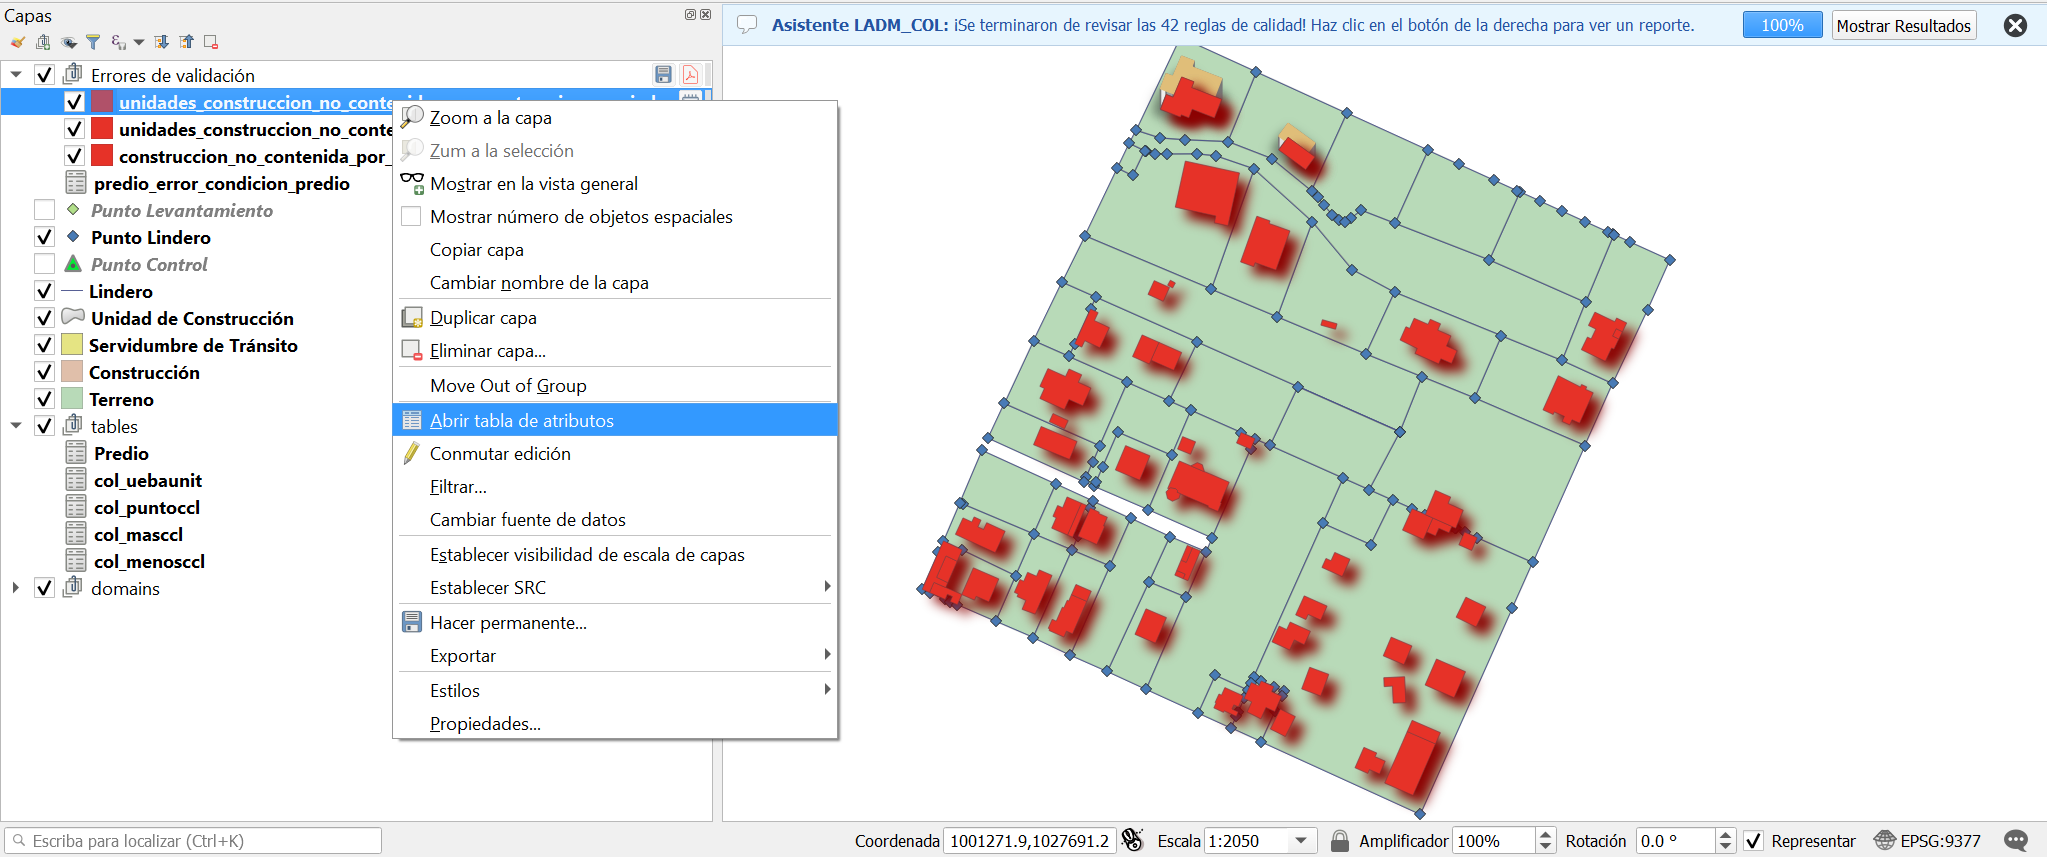 Capas
Asistente LADM_COL: ¡Se terminaron de revisar las 42 reglas de calidad! Haz clic en el botón de la derecha para ver un reporte.
100%
Mostrar Resultados
Errores de validación
unidades_construccion_no_conte
unidades_construccion_no_conte
construccion_no_contenida_por_
predio_error_condicion_predio
Punto Levantamiento
Punto Lindero
Punto Control
Lindero
Unidad de Construcción
Servidumbre de Tránsito
Construcción
Terreno
tables
Predio
col_uebaunit
col_puntoccl
col_masccl
col_menosccl
domains
Zoom a la capa
Zum a la selección
Mostrar en la vista general
Mostrar número de objetos espaciales
Copiar capa
Cambiar nombre de la capa
Duplicar capa
Eliminar capa...
Move Out of Group
Abrir tabla de atributos
Conmutar edición
Filtrar...
Cambiar fuente de datos
Establecer visibilidad de escala de capas
Establecer SRC
Hacer permanente...
Exportar
Estilos
Propiedades...
Escriba para localizar (Ctrl+K)
Coordenada 1001271.9,1027691.2
Escala 1:2050
Amplificador 100%
Rotación 0.0 °
Representar
EPSG:9377